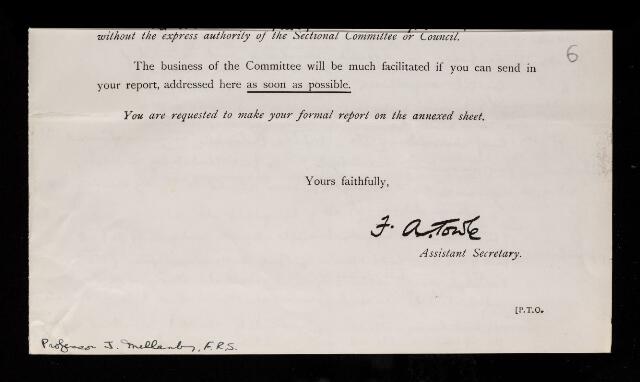 without the express authority of the Sectional Committee or Council.
6
The business of the Committee will be much facilitated if you can send in
your report, addressed here as soon as possible.
You are requested to make your formal report on the annexed sheet.
Yours faithfully,
F. A. Towle
Assistant Secretary.
[P.T.O.
Professor J. Mellanby, F.R.S.